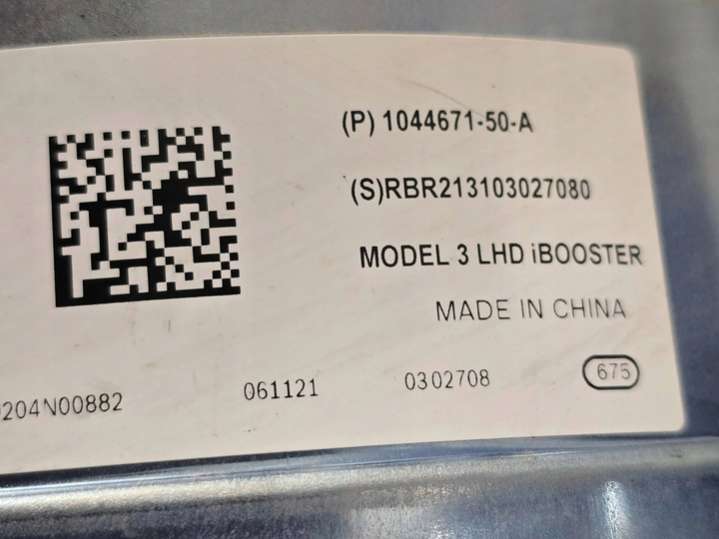 (P) 1044671-50-A
(S)RBR213103027080
MODEL 3 LHD iBOOSTER
MADE IN CHINA
204N00882 061121 0302708 675